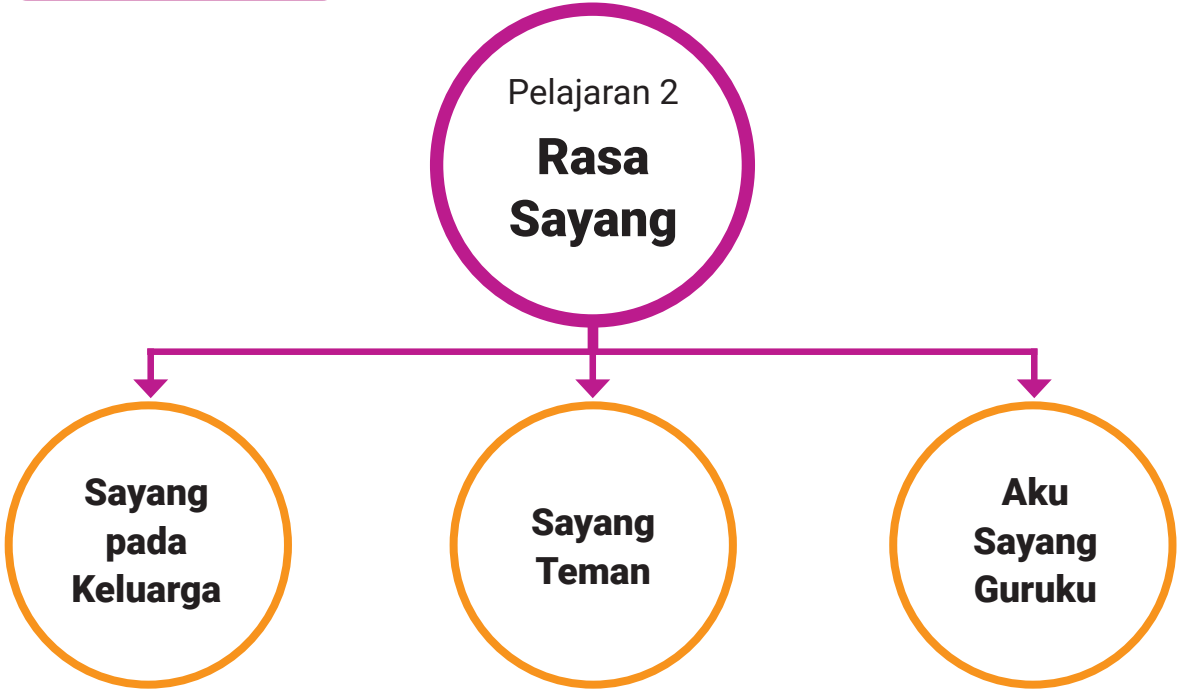 Pelajaran 2
Rasa
Sayang
Sayang
pada
Keluarga
Sayang
Teman
Aku
Sayang
Guruku